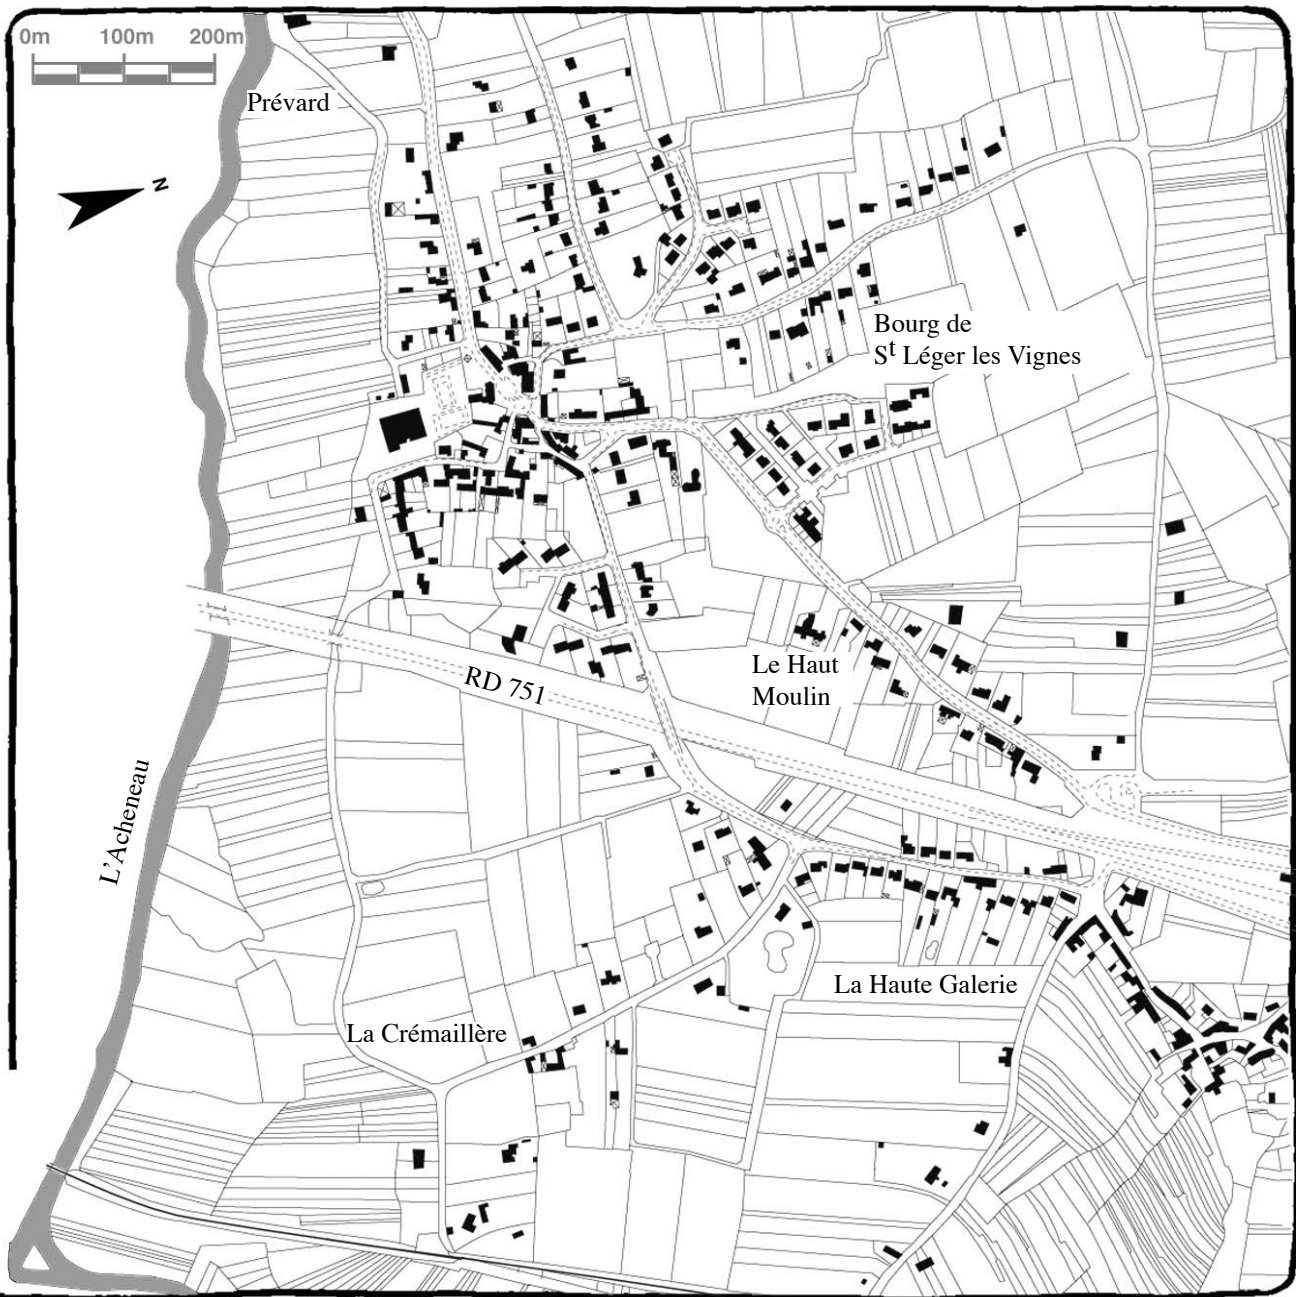 0m 100m 200m
Prévard
N
Bourg de
St Léger les Vignes
Le Haut
Moulin
RD 751
L'Acheneau
La Haute Galerie
La Crémaillère